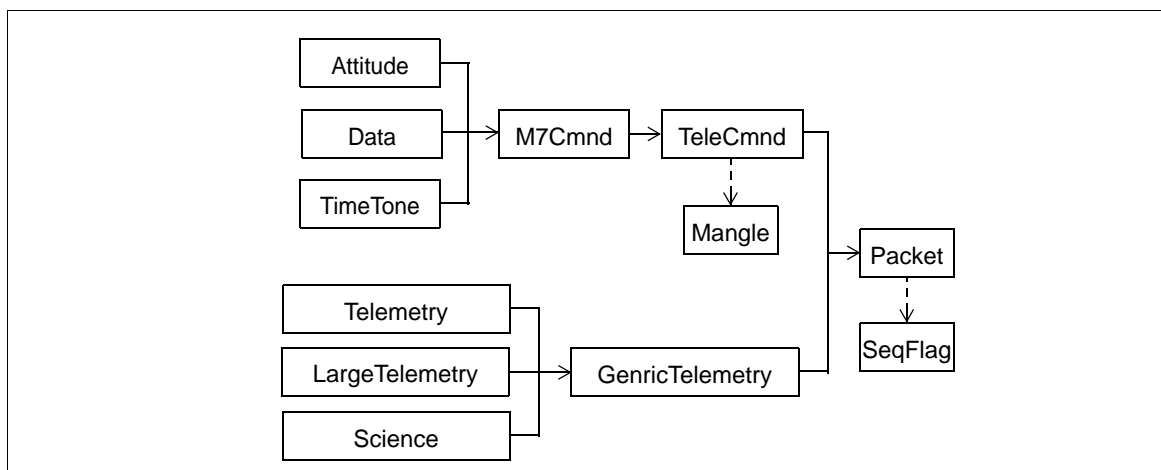 Attitude
Data
TimeTone
M7Cmnd
TeleCmnd
Mangle
Packet
SeqFlag
Telemetry
LargeTelemetry
Science
GenricTelemetry